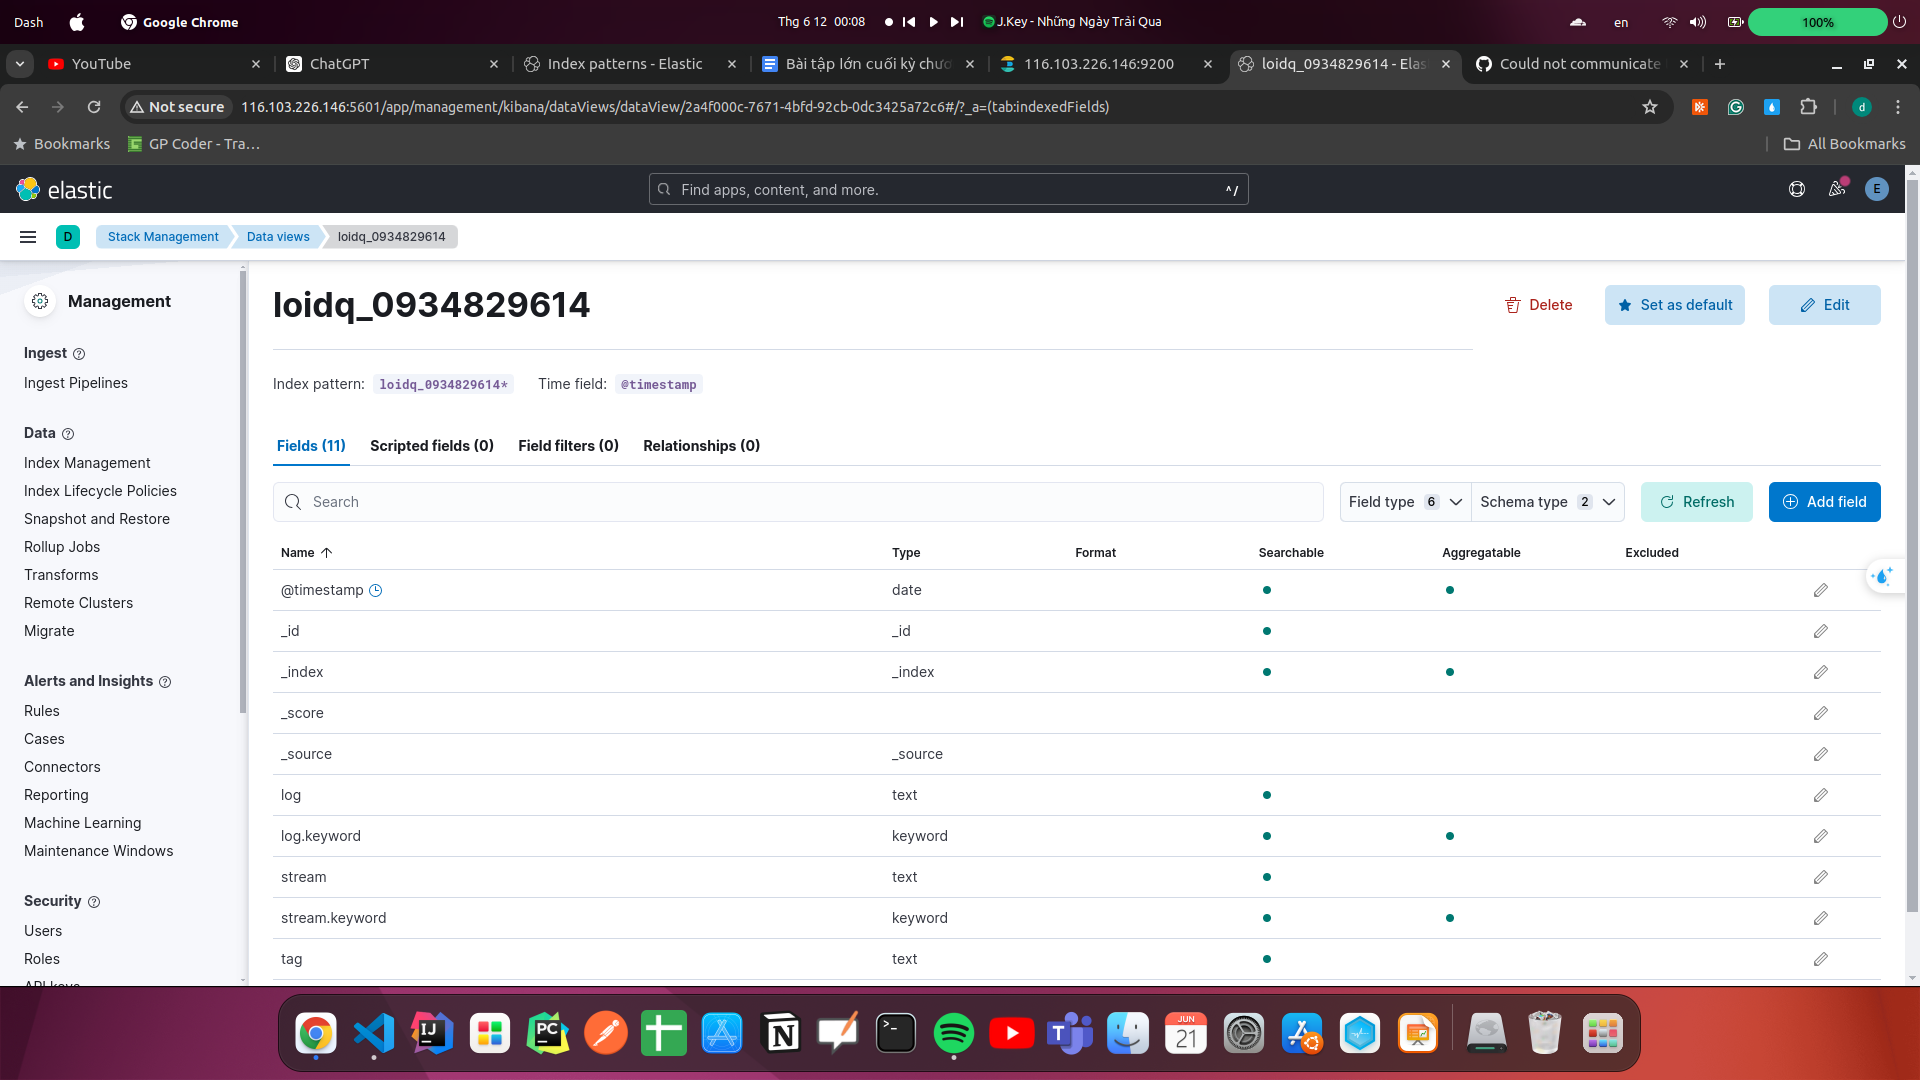 Dash
Google Chrome
Thg 6 12 00:08
J.Key - Những Ngày Trải Qua
en
100%
YouTube
ChatGPT
Index patterns - Elastic
Bài tập lớn cuối kỳ chươ
116.103.226.146:9200
loidq_0934829614 - Elas
Could not communicate
Not secure
116.103.226.146:5601/app/management/kibana/dataViews/dataView/2a4f000c-7671-4bfd-92cb-0dc3425a72c6#/?_a=(tab:indexedFields)
d
Bookmarks
GP Coder - Tra…
All Bookmarks
elastic
Find apps, content, and more.
^/
E
D
Stack Management
Data views
loidq_0934829614
Management
Ingest
Ingest Pipelines
Data
Index Management
Index Lifecycle Policies
Snapshot and Restore
Rollup Jobs
Transforms
Remote Clusters
Migrate
Alerts and Insights
Rules
Cases
Connectors
Reporting
Machine Learning
Maintenance Windows
Security
Users
Roles
API keys
loidq_0934829614
Delete
Set as default
Edit
Index pattern: loidq_0934829614*
Time field: @timestamp
Fields (11)
Scripted fields (0)
Field filters (0)
Relationships (0)
Search
Field type 6
Schema type 2
Refresh
Add field
Name Type Format Searchable Aggregatable Excluded
@timestamp date
_id _id
_index _index
_score
_source _source
log text
log.keyword keyword
stream text
stream.keyword keyword
tag text
IJ
PC
N
T
JUN
21